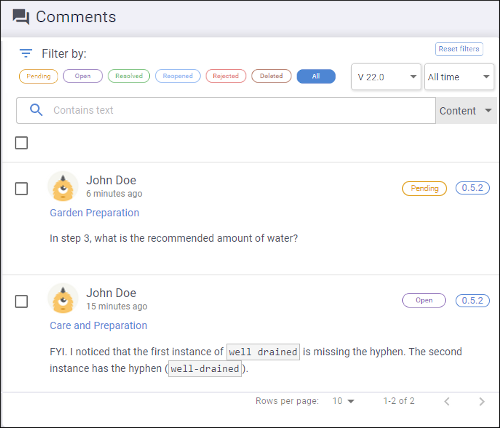 Comments
Filter by:
Reset filters
Pending Open Resolved Reopened Rejected Deleted All V 22.0 All time
Contains text Content
John Doe
6 minutes ago
Pending 0.5.2
Garden Preparation
In step 3, what is the recommended amount of water?
John Doe
15 minutes ago
Open 0.5.2
Care and Preparation
FYI. I noticed that the first instance of well drained is missing the hyphen. The second
instance has the hyphen (well-drained).
Rows per page: 10 1-2 of 2